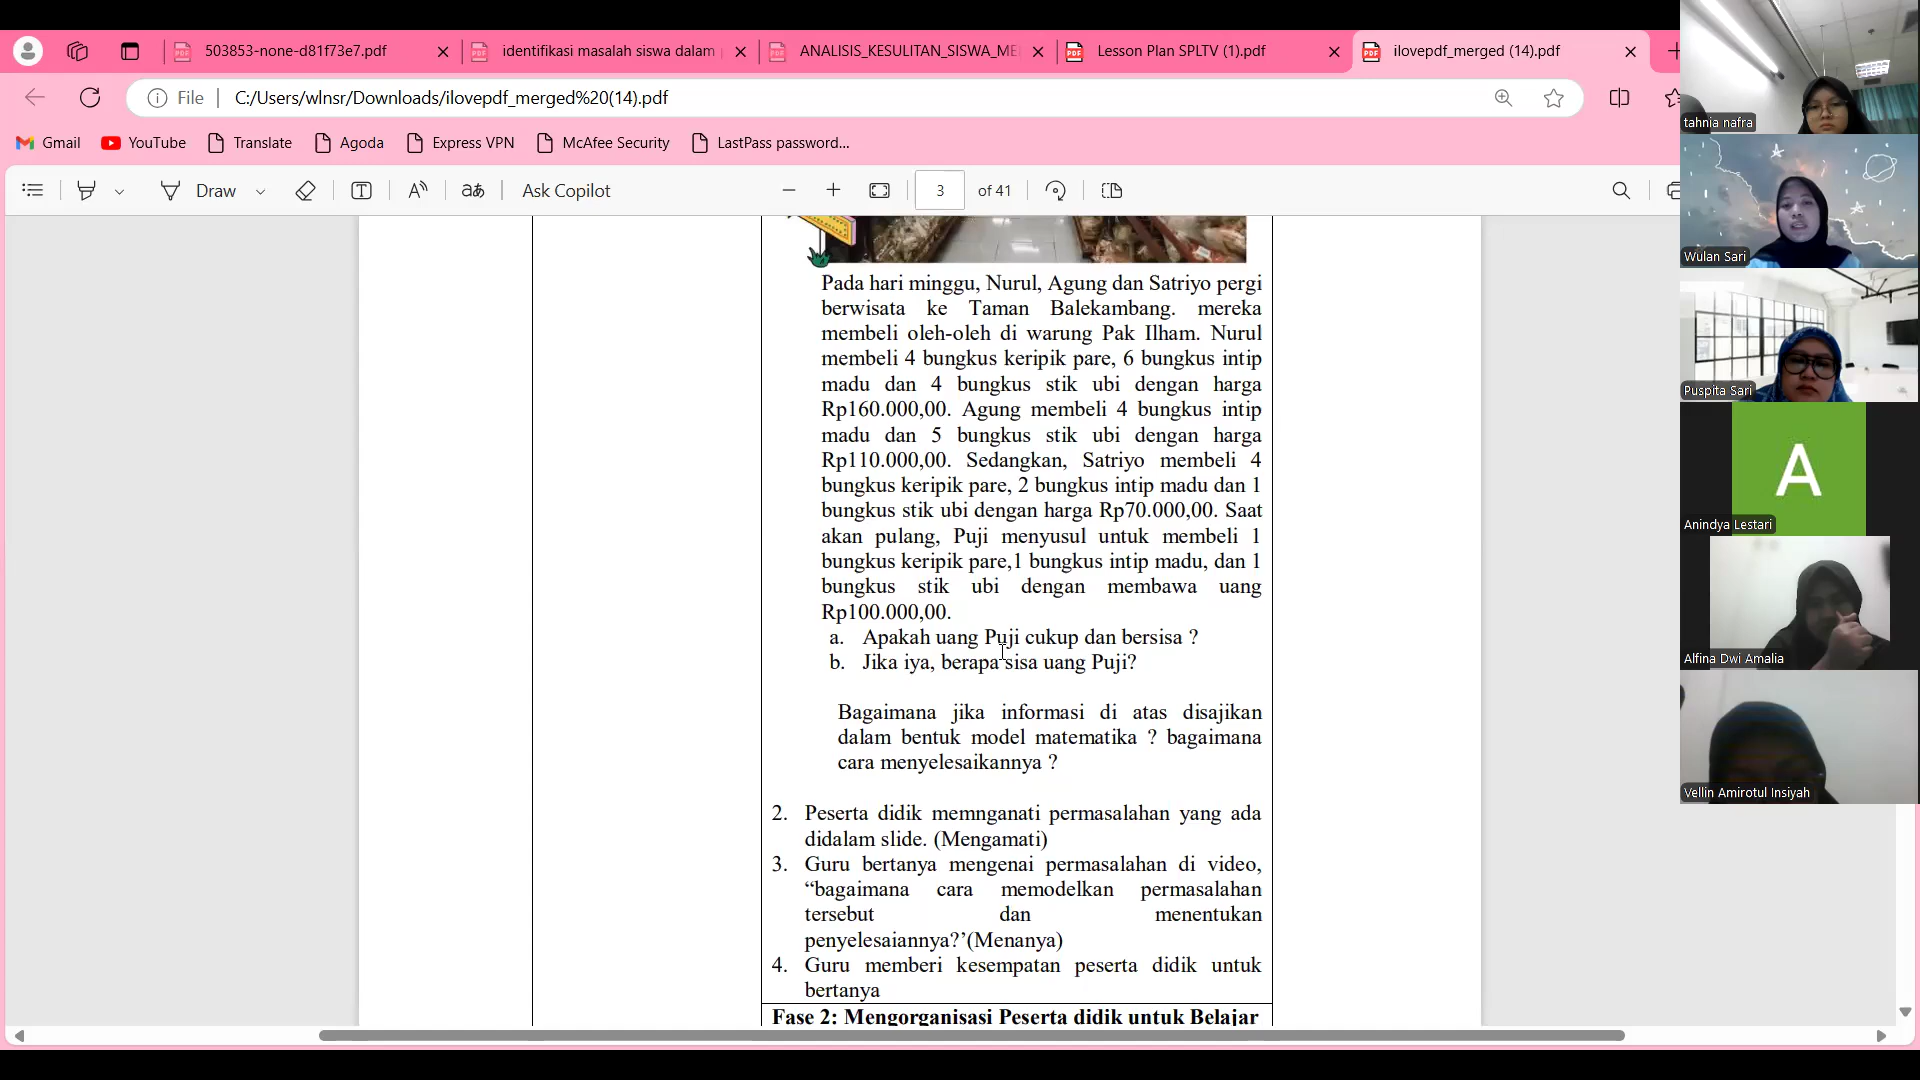 503853-none-d81f73e7.pdf
identifikasi masalah siswa dalam
ANALISIS_KESULITAN_SISWA_ME
Lesson Plan SPLTV (1).pdf
ilovepdf_merged (14).pdf
File
C:/Users/wlnsr/Downloads/ilovepdf_merged%20(14).pdf
Gmail
YouTube
Translate
Agoda
Express VPN
McAfee Security
LastPass password...
Draw
Ask Copilot
3
of 41
Pada hari minggu, Nurul, Agung dan Satriyo pergi
berwisata ke Taman Balekambang. mereka
membeli oleh-oleh di warung Pak Ilham. Nurul
membeli 4 bungkus keripik pare, 6 bungkus intip
madu dan 4 bungkus stik ubi dengan harga
Rp160.000,00. Agung membeli 4 bungkus intip
madu dan 5 bungkus stik ubi dengan harga
Rp110.000,00. Sedangkan, Satriyo membeli 4
bungkus keripik pare, 2 bungkus intip madu dan 1
bungkus stik ubi dengan harga Rp70.000,00. Saat
akan pulang, Puji menyusul untuk membeli 1
bungkus keripik pare,1 bungkus intip madu, dan 1
bungkus stik ubi dengan membawa uang
Rp100.000,00.
a. Apakah uang Puji cukup dan bersisa ?
b. Jika iya, berapa sisa uang Puji?
Bagaimana jika informasi di atas disajikan
dalam bentuk model matematika ? bagaimana
cara menyelesaikannya ?
2. Peserta didik memnganati permasalahan yang ada
didalam slide. (Mengamati)
3. Guru bertanya mengenai permasalahan di video,
“bagaimana cara memodelkan permasalahan
tersebut dan menentukan
penyelesaiannya?’(Menanya)
4. Guru memberi kesempatan peserta didik untuk
bertanya
Fase 2: Mengorganisasi Peserta didik untuk Belajar
tahnia nafra
Wulan Sari
Puspita Sari
A
Anindya Lestari
Alfina Dwi Amalia
Vellin Amirotul Insiyah